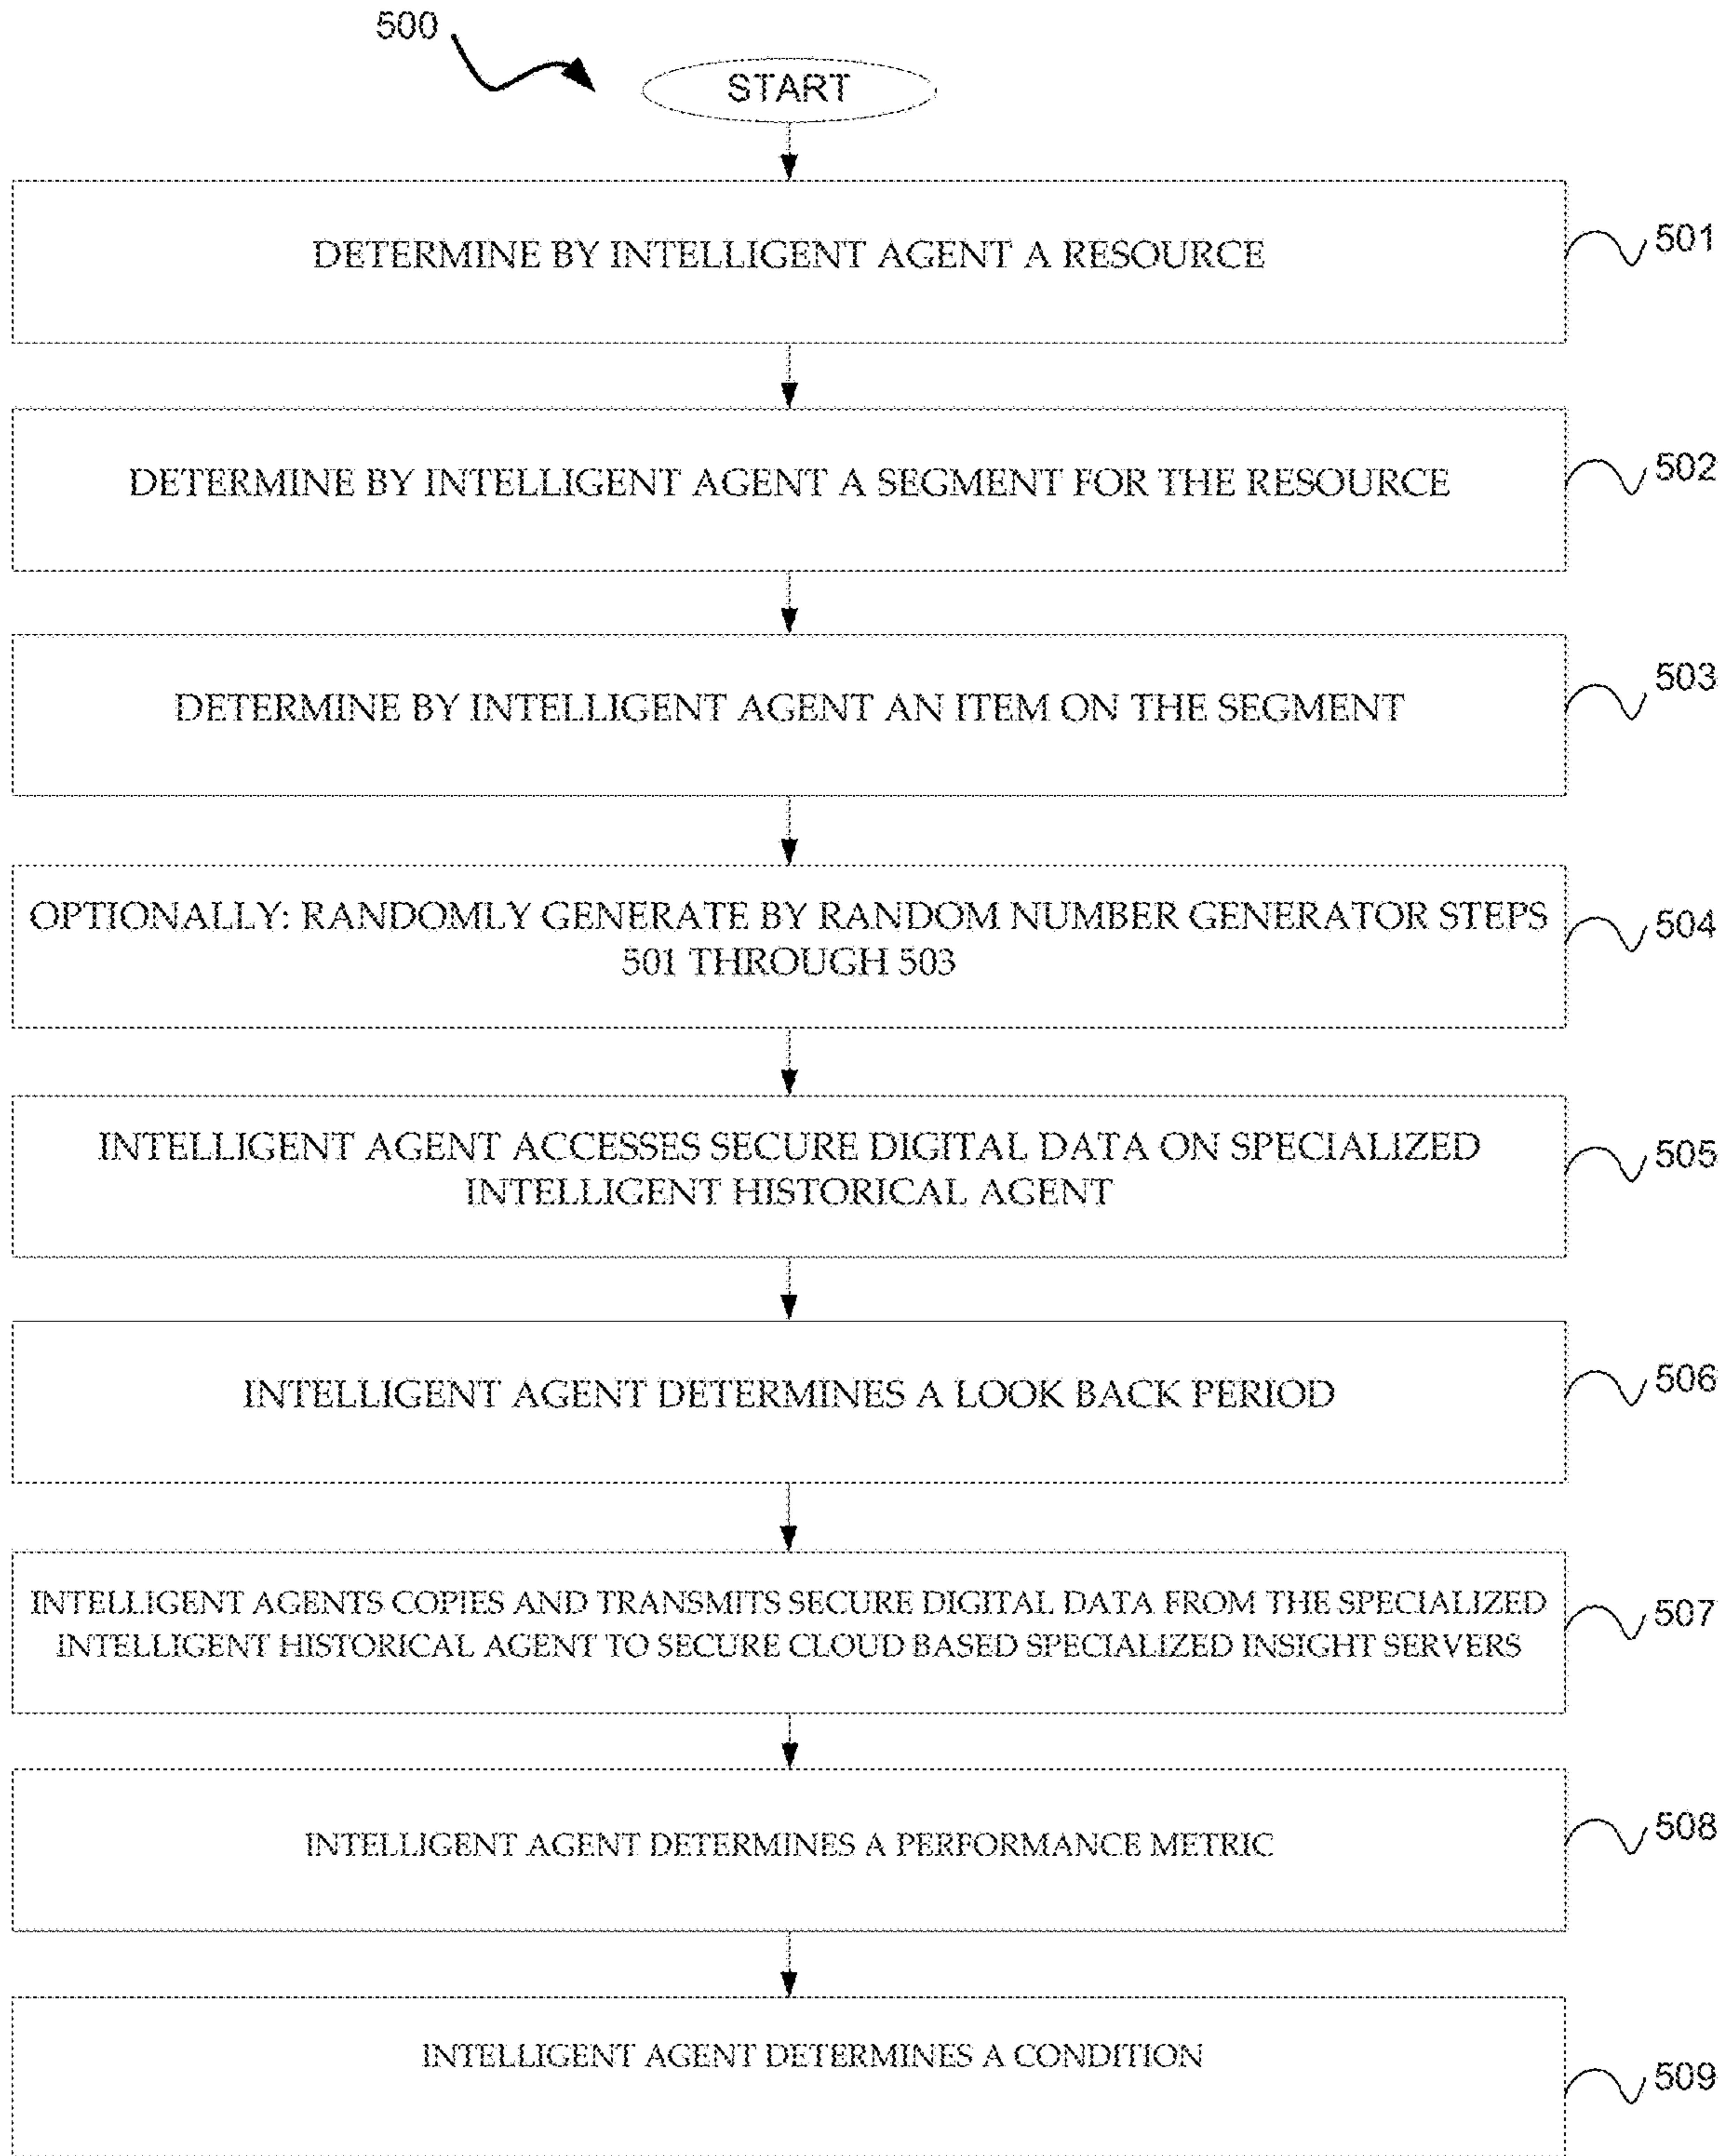 500
START
DETERMINE BY INTELLIGENT AGENT A RESOURCE
501
DETERMINE BY INTELLIGENT AGENT A SEGMENT FOR THE RESOURCE
502
DETERMINE BY INTELLIGENT AGENT AN ITEM ON THE SEGMENT
503
OPTIONALLY: RANDOMLY GENERATE BY RANDOM NUMBER GENERATOR STEPS
501 THROUGH 503
504
INTELLIGENT AGENT ACCESSES SECURE DIGITAL DATA ON SPECIALIZED
INTELLIGENT HISTORICAL AGENT
505
INTELLIGENT AGENT DETERMINES A LOOK BACK PERIOD
506
INTELLIGENT AGENTS COPIES AND TRANSMITS SECURE DIGITAL DATA FROM THE SPECIALIZED
INTELLIGENT HISTORICAL AGENT TO SECURE CLOUD BASED SPECIALIZED INSIGHT SERVERS
507
INTELLIGENT AGENT DETERMINES A PERFORMANCE METRIC
508
INTELLIGENT AGENT DETERMINES A CONDITION
509